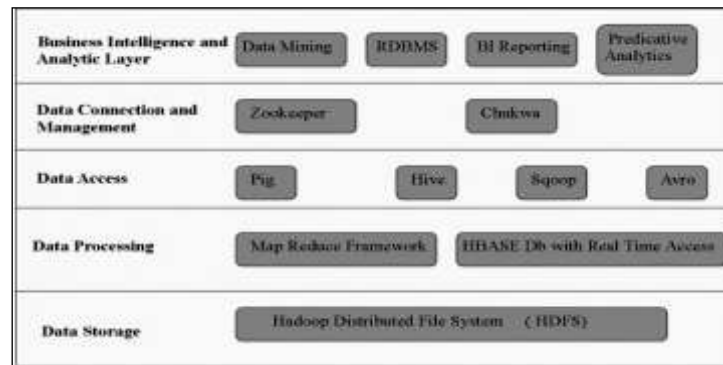 Business Intelligence and
Analytic Layer
Data Mining
RDBMS
BI Reporting
Predicative
Analytics
Data Connection and
Management
Zookeeper
Chukwa
Data Access
Pig
Hive
Sqoop
Avro
Data Processing
Map Reduce Framework
HBASE Db with Real Time Access
Data Storage
Hadoop Distributed File System ( HDFS)